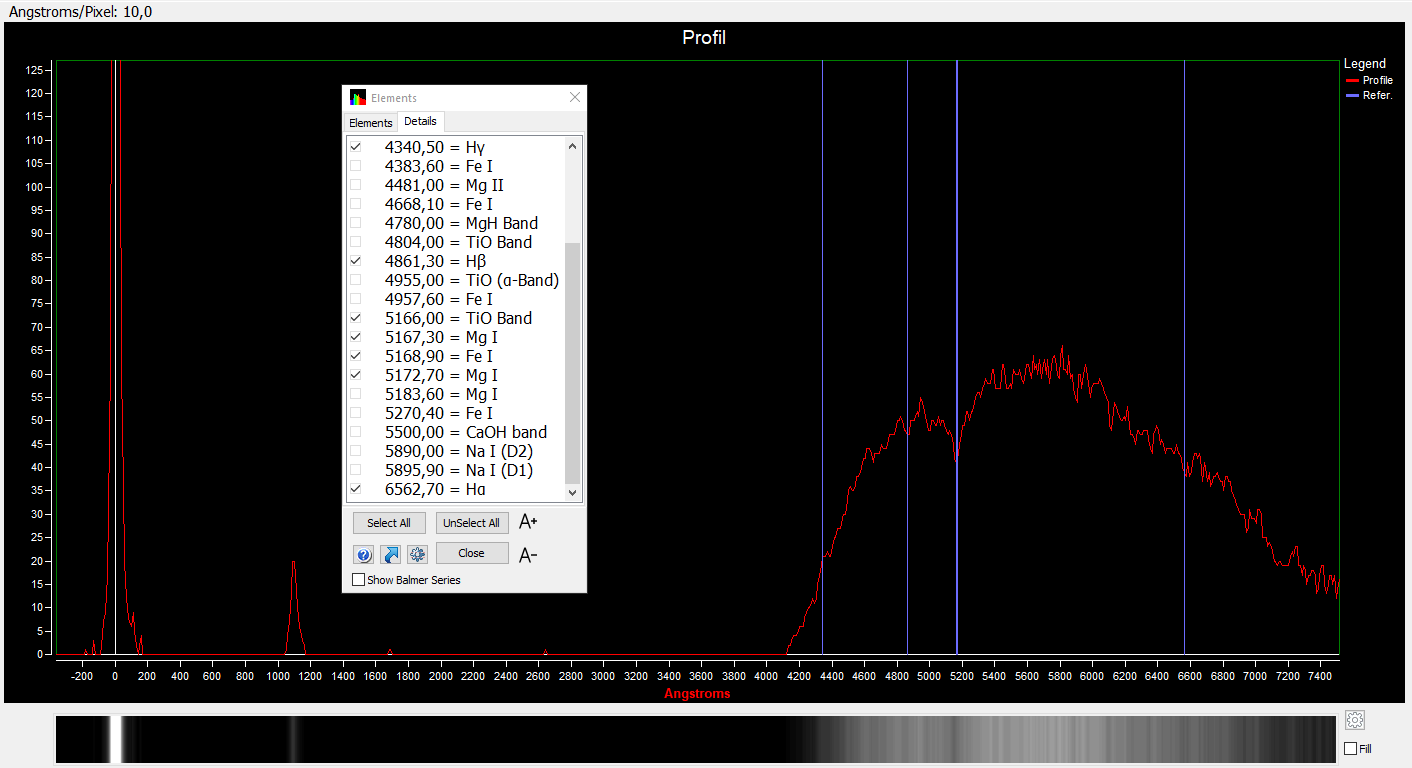 Angstroms/Pixel: 10,0
Profil
Legend
Profile
Refer.
125
120
115
110
105
100
95
90
85
80
75
70
65
60
55
50
45
40
35
30
25
20
15
10
5
0
Elements
Elements Details
4340,50 = Hγ
4383,60 = Fe I
4481,00 = Mg II
4668,10 = Fe I
4780,00 = MgH Band
4804,00 = TiO Band
4861,30 = Hβ
4955,00 = TiO (α-Band)
4957,60 = Fe I
5166,00 = TiO Band
5167,30 = Mg I
5168,90 = Fe I
5172,70 = Mg I
5183,60 = Mg I
5270,40 = Fe I
5500,00 = CaOH band
5890,00 = Na I (D2)
5895,90 = Na I (D1)
6562,70 = Hα
Select All UnSelect All A+
Close A-
Show Balmer Series
-200 0 200 400 600 800 1000 1200 1400 1600 1800 2000 2200 2400 2600 2800 3000 3200 3400 3600 3800 4000 4200 4400 4600 4800 5000 5200 5400 5600 5800 6000 6200 6400 6600 6800 7000 7200 7400
Angstroms
Fill